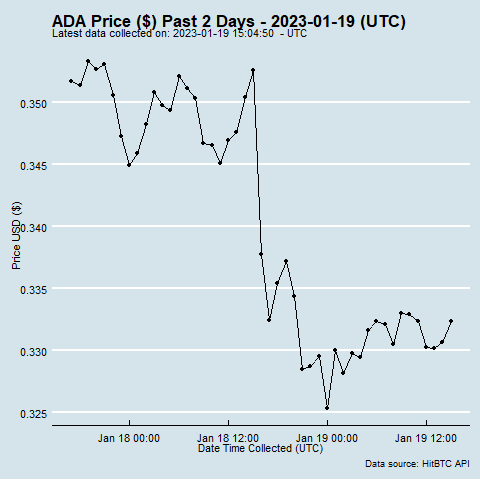 ADA Price ($) Past 2 Days - 2023-01-19 (UTC)
Latest data collected on: 2023-01-19 15:04:50 - UTC
Price USD ($)
0.350
0.345
0.340
0.335
0.330
0.325
Jan 18 00:00 Jan 18 12:00 Jan 19 00:00 Jan 19 12:00
Date Time Collected (UTC)
Data source: HitBTC API